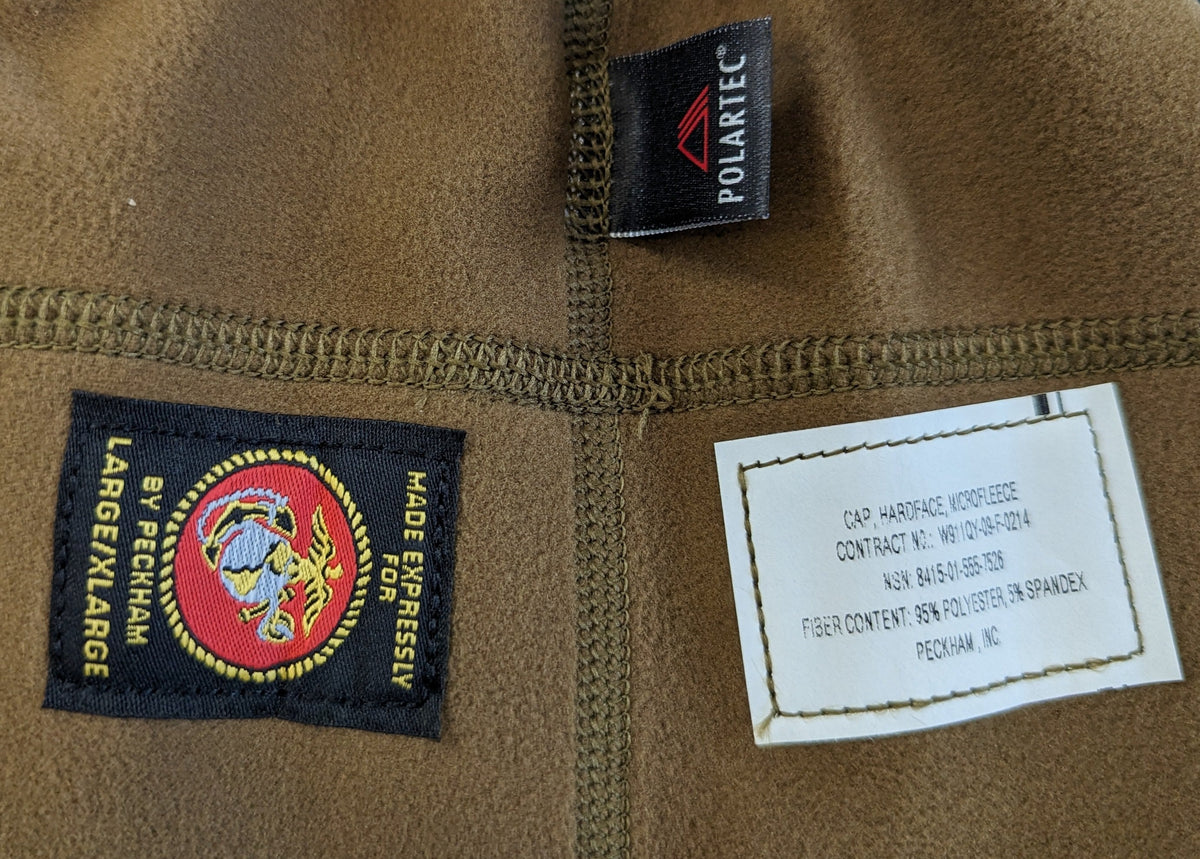 POLARTEC®
MADE EXPRESSLY
FOR
BY PECKHAM
LARGE/XLARGE
CAP, HARDFACE, MICROFLEECE
CONTRACT NO.: W911QY-09-F-0214
NSN: 8415-01-555-7526
FIBER CONTENT: 95% POLYESTER, 5% SPANDEX
PECKHAM, INC.